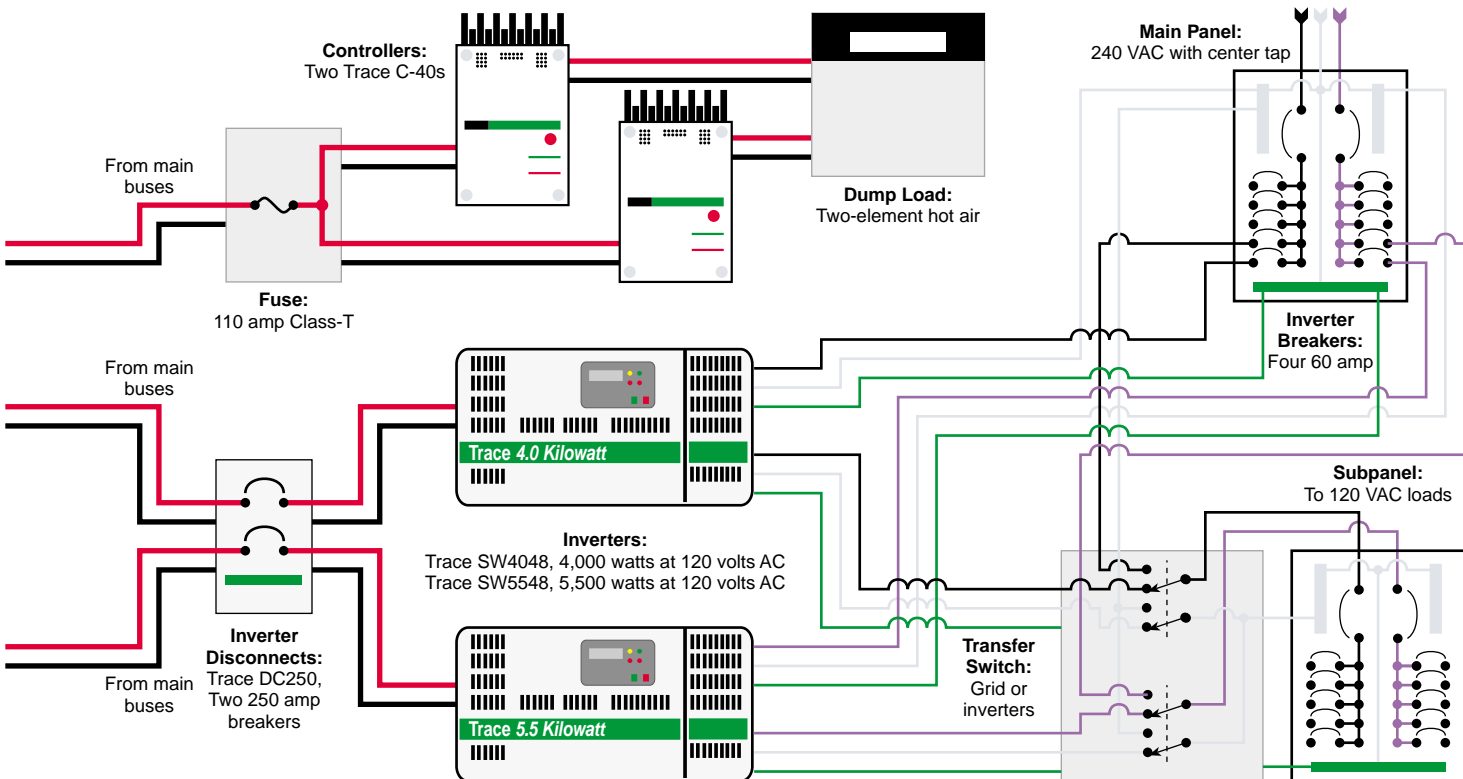 Controllers:
Two Trace C-40s
Main Panel:
240 VAC with center tap
From main
buses
Dump Load:
Two-element hot air
Fuse:
110 amp Class-T
Inverter
Breakers:
Four 60 amp
From main
buses
Trace 4.0 Kilowatt
Subpanel:
To 120 VAC loads
Inverters:
Trace SW4048, 4,000 watts at 120 volts AC
Trace SW5548, 5,500 watts at 120 volts AC
Inverter
Disconnects:
Trace DC250,
Two 250 amp
breakers
From main
buses
Transfer
Switch:
Grid or
inverters
Trace 5.5 Kilowatt